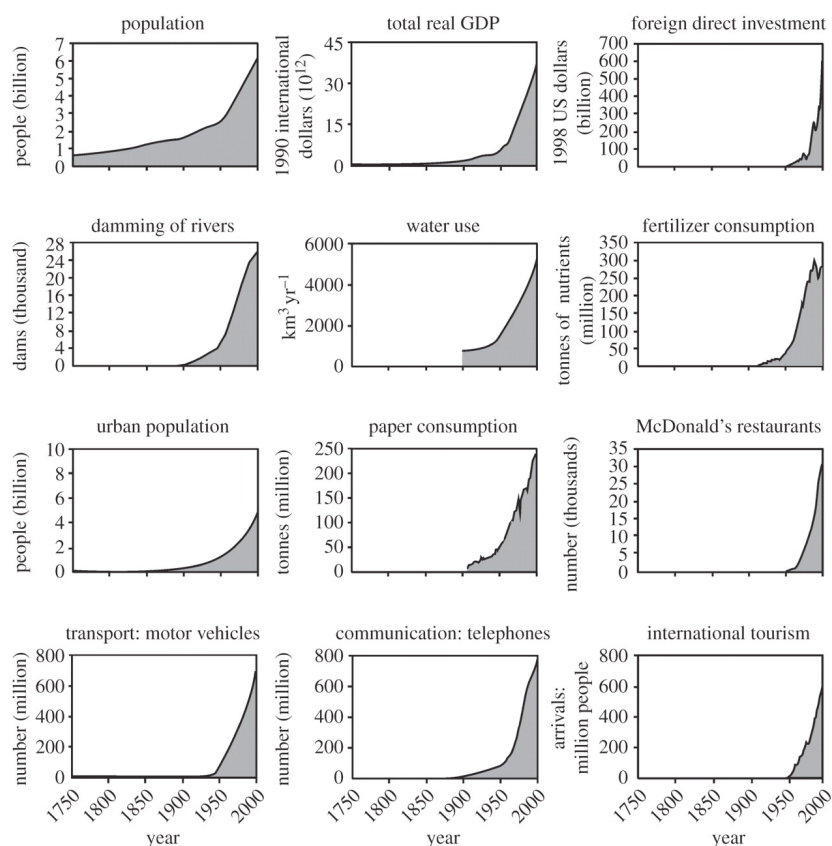 population
total real GDP
foreign direct investment
people (billion)
7
6
5
4
3
2
1
0
1990 international
dollars (10¹²)
45
30
15
0
1998 US dollars
(billion)
700
600
500
400
300
200
100
0
damming of rivers
water use
fertilizer consumption
dams (thousand)
28
24
20
16
12
8
4
0
km³ yr⁻¹
6000
4000
2000
0
tonnes of nutrients
(million)
350
300
250
200
150
100
50
0
urban population
paper consumption
McDonald's restaurants
people (billion)
10
8
6
4
2
0
tonnes (million)
250
200
150
100
50
0
number (thousands)
35
30
25
20
15
10
5
0
transport: motor vehicles
communication: telephones
international tourism
number (million)
800
600
400
200
0
number (million)
800
600
400
200
0
arrivals:
million people
800
600
400
200
0
1750 1800 1850 1900 1950 2000
year
1750 1800 1850 1900 1950 2000
year
1750 1800 1850 1900 1950 2000
year